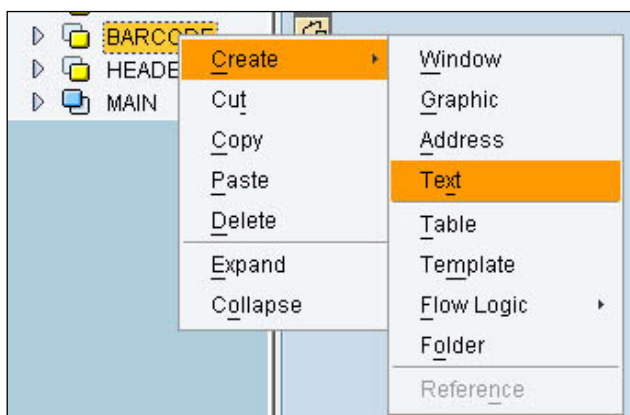 BARCODE
HEADE
MAIN
Create
Cut
Copy
Paste
Delete
Expand
Collapse
Window
Graphic
Address
Text
Table
Template
Flow Logic
Folder
Reference